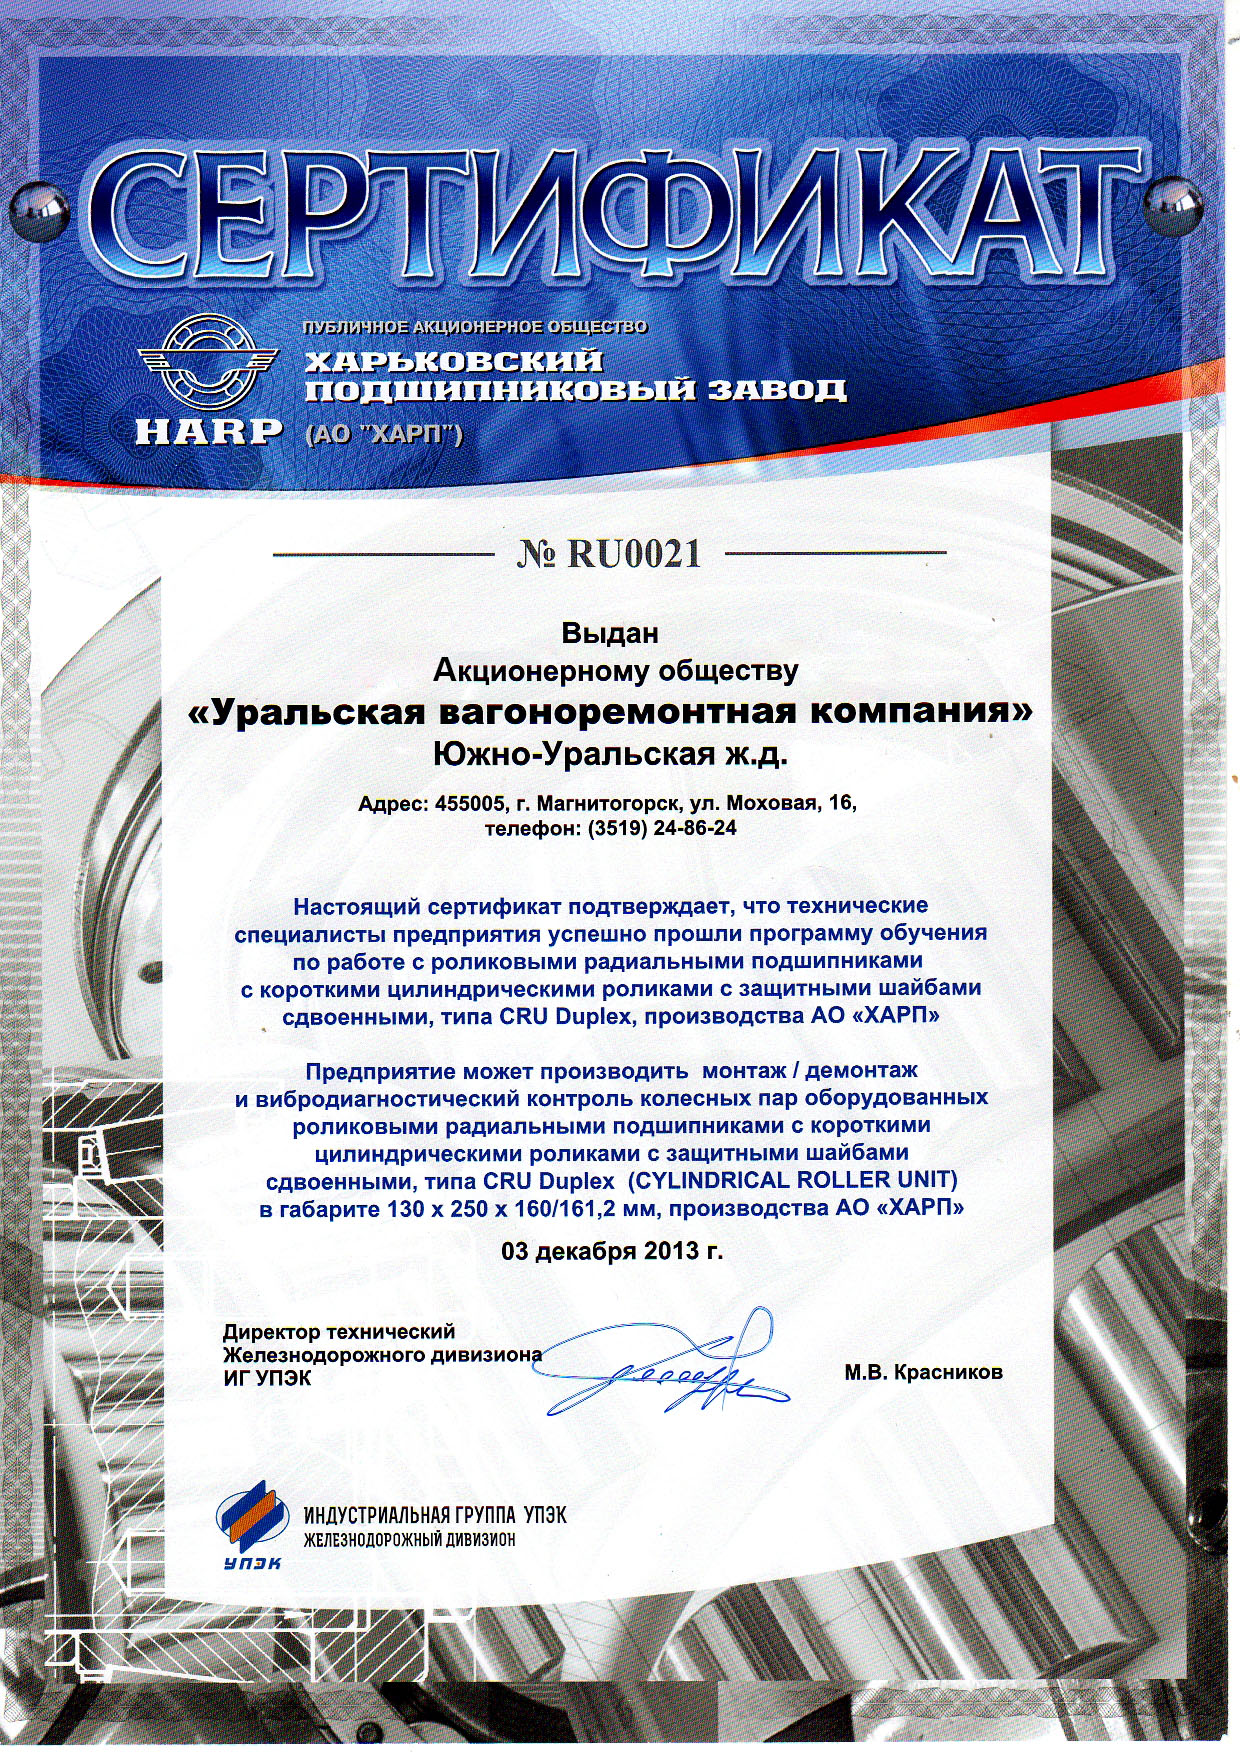 СЕРТИФИКАТ
ПУБЛИЧНОЕ АКЦИОНЕРНОЕ ОБЩЕСТВО
ХАРЬКОВСКИЙ
ПОДШИПНИКОВЫЙ ЗАВОД
HARP (АО "ХАРП")
№ RU0021
Выдан
Акционерному обществу
«Уральская вагоноремонтная компания»
Южно-Уральская ж.д.
Адрес: 455005, г. Магнитогорск, ул. Моховая, 16,
телефон: (3519) 24-86-24
Настоящий сертификат подтверждает, что технические
специалисты предприятия успешно прошли программу обучения
по работе с роликовыми радиальными подшипниками
с короткими цилиндрическими роликами с защитными шайбами
сдвоенными, типа CRU Duplex, производства АО «ХАРП»
Предприятие может производить монтаж / демонтаж
и вибродиагностический контроль колесных пар оборудованных
роликовыми радиальными подшипниками с короткими
цилиндрическими роликами с защитными шайбами
сдвоенными, типа CRU Duplex (CYLINDRICAL ROLLER UNIT)
в габарите 130 х 250 х 160/161,2 мм, производства АО «ХАРП»
03 декабря 2013 г.
Директор технический
Железнодорожного дивизиона
ИГ УПЭК
М.В. Красников
ИНДУСТРИАЛЬНАЯ ГРУППА УПЭК
ЖЕЛЕЗНОДОРОЖНЫЙ ДИВИЗИОН
УПЭК